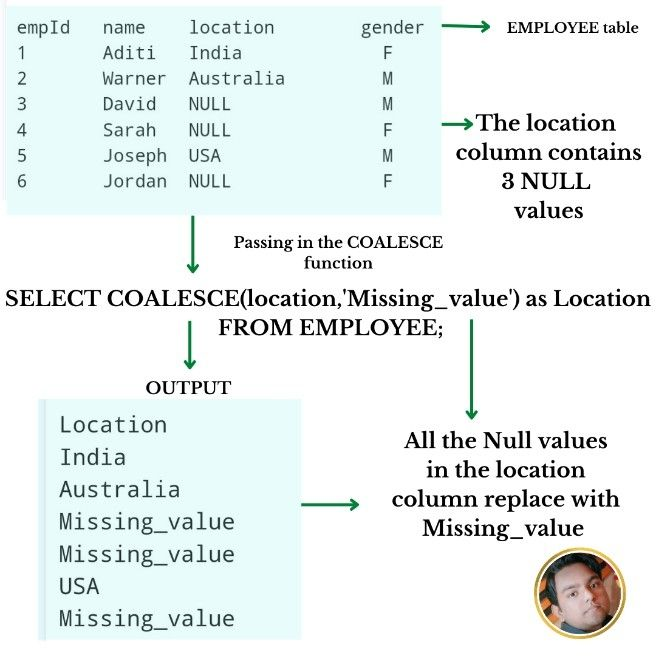 empId name location gender
1 Aditi India F
2 Warner Australia M
3 David NULL M
4 Sarah NULL F
5 Joseph USA M
6 Jordan NULL F
EMPLOYEE table
The location
column contains
3 NULL
values
Passing in the COALESCE
function
SELECT COALESCE(location,'Missing_value') as Location
FROM EMPLOYEE;
OUTPUT
Location
India
Australia
Missing_value
Missing_value
USA
Missing_value
All the Null values
in the location
column replace with
Missing_value